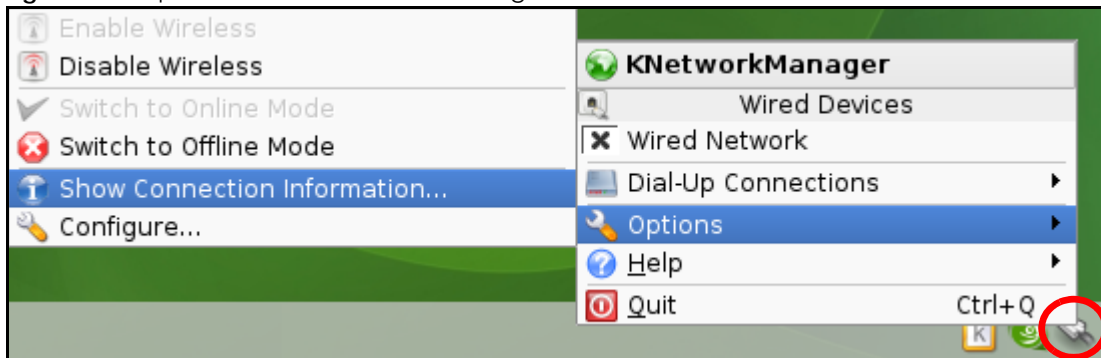 Enable Wireless
Disable Wireless
Switch to Online Mode
Switch to Offline Mode
Show Connection Information...
Configure...
KNetworkManager
Wired Devices
Wired Network
Dial-Up Connections
Options
Help
Quit Ctrl+Q
K